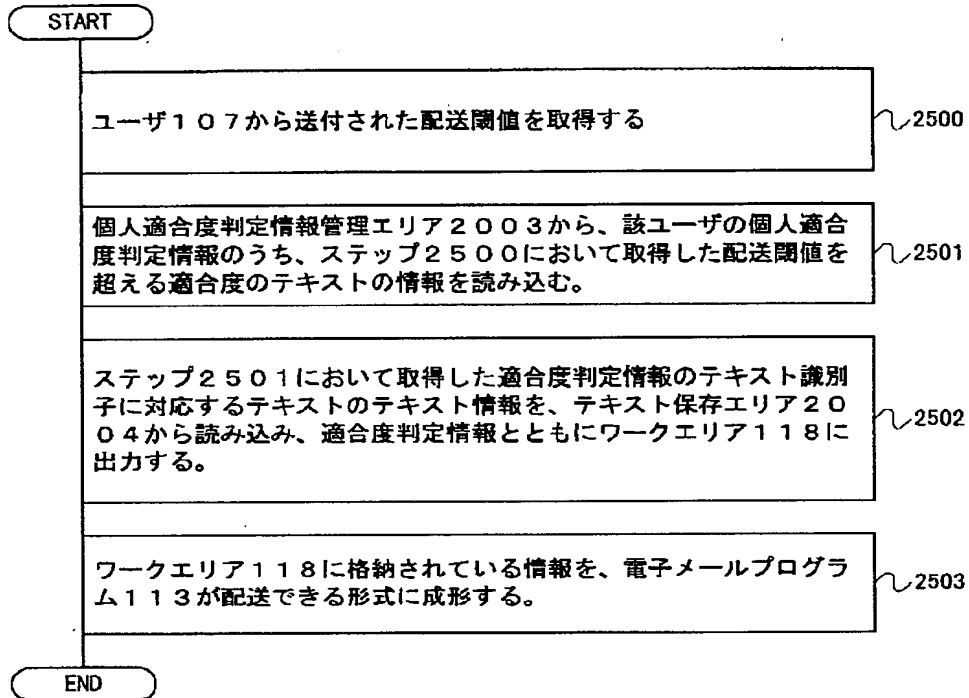 START
ユーザ107から送付された配送閾値を取得する
2500
個人適合度判定情報管理エリア2003から、該ユーザの個人適合
度判定情報のうち、ステップ2500において取得した配送閾値を
超える適合度のテキストの情報を読み込む。
2501
ステップ2501において取得した適合度判定情報のテキスト識別
子に対応するテキストのテキスト情報を、テキスト保存エリア20
04から読み込み、適合度判定情報とともにワークエリア118に
出力する。
2502
ワークエリア118に格納されている情報を、電子メールプログラ
ム113が配送できる形式に成形する。
2503
END